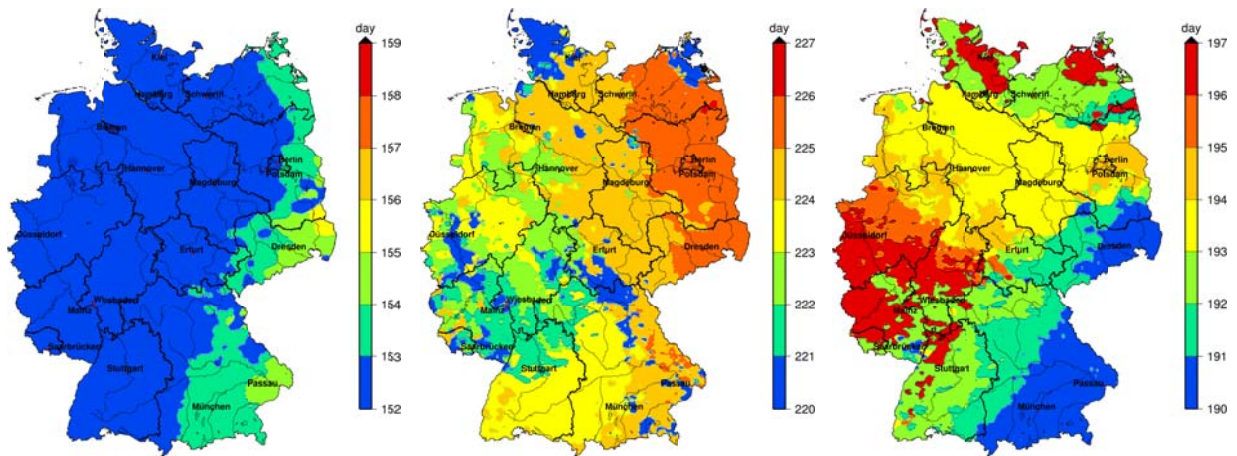 day
159
158
157
156
155
154
153
152
Kiel
Hamburg
Schwerin
Bremen
Hannover
Berlin
Potsdam
Magdeburg
Düsseldorf
Erfurt
Dresden
Wiesbaden
Mainz
Saarbrücken
Stuttgart
Passau
München
day
227
226
225
224
223
222
221
220
Kiel
Hamburg
Schwerin
Bremen
Hannover
Berlin
Potsdam
Magdeburg
Düsseldorf
Erfurt
Dresden
Wiesbaden
Mainz
Saarbrücken
Stuttgart
Passau
München
day
197
196
195
194
193
192
191
190
Hamburg
Schwerin
Bremen
Hannover
Berlin
Potsdam
Magdeburg
Düsseldorf
Erfurt
Dresden
Wiesbaden
Mainz
Saarbrücken
Stuttgart
Passau
München